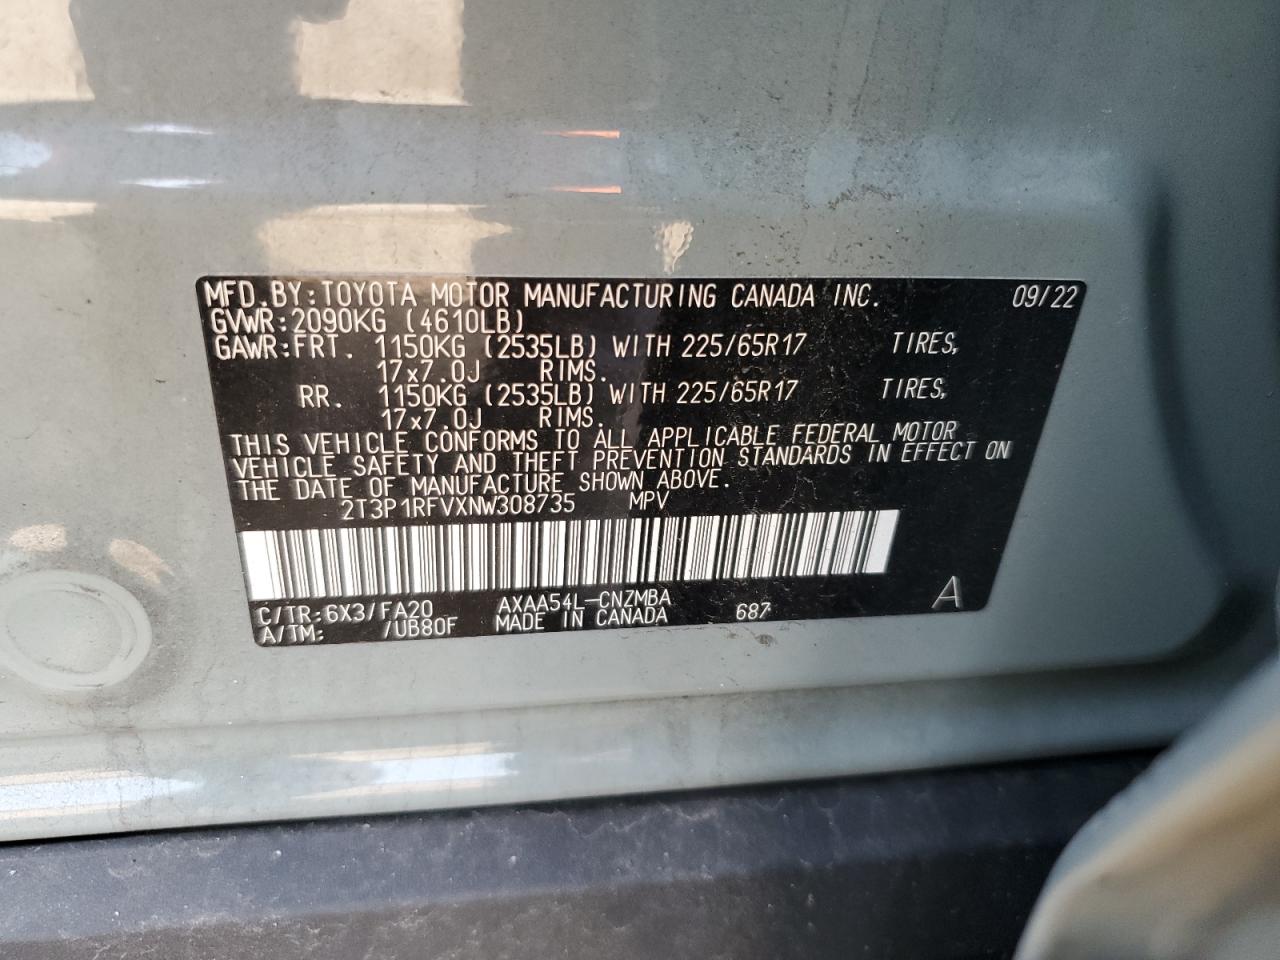 MFD.BY:TOYOTA MOTOR MANUFACTURING CANADA INC. 09/22
GVWR:2090KG (4610LB)
GAWR:FRT. 1150KG (2535LB) WITH 225/65R17 TIRES,
17x7.0J RIMS.
RR. 1150KG (2535LB) WITH 225/65R17 TIRES,
17x7.0J RIMS.
THIS VEHICLE CONFORMS TO ALL APPLICABLE FEDERAL MOTOR
VEHICLE SAFETY AND THEFT PREVENTION STANDARDS IN EFFECT ON
THE DATE OF MANUFACTURE SHOWN ABOVE.
2T3P1RFVXNW308735 MPV
C/TR:6X3/FA20 AXAA54L-CNZMBA 687 A
A/TM: /UB80F MADE IN CANADA